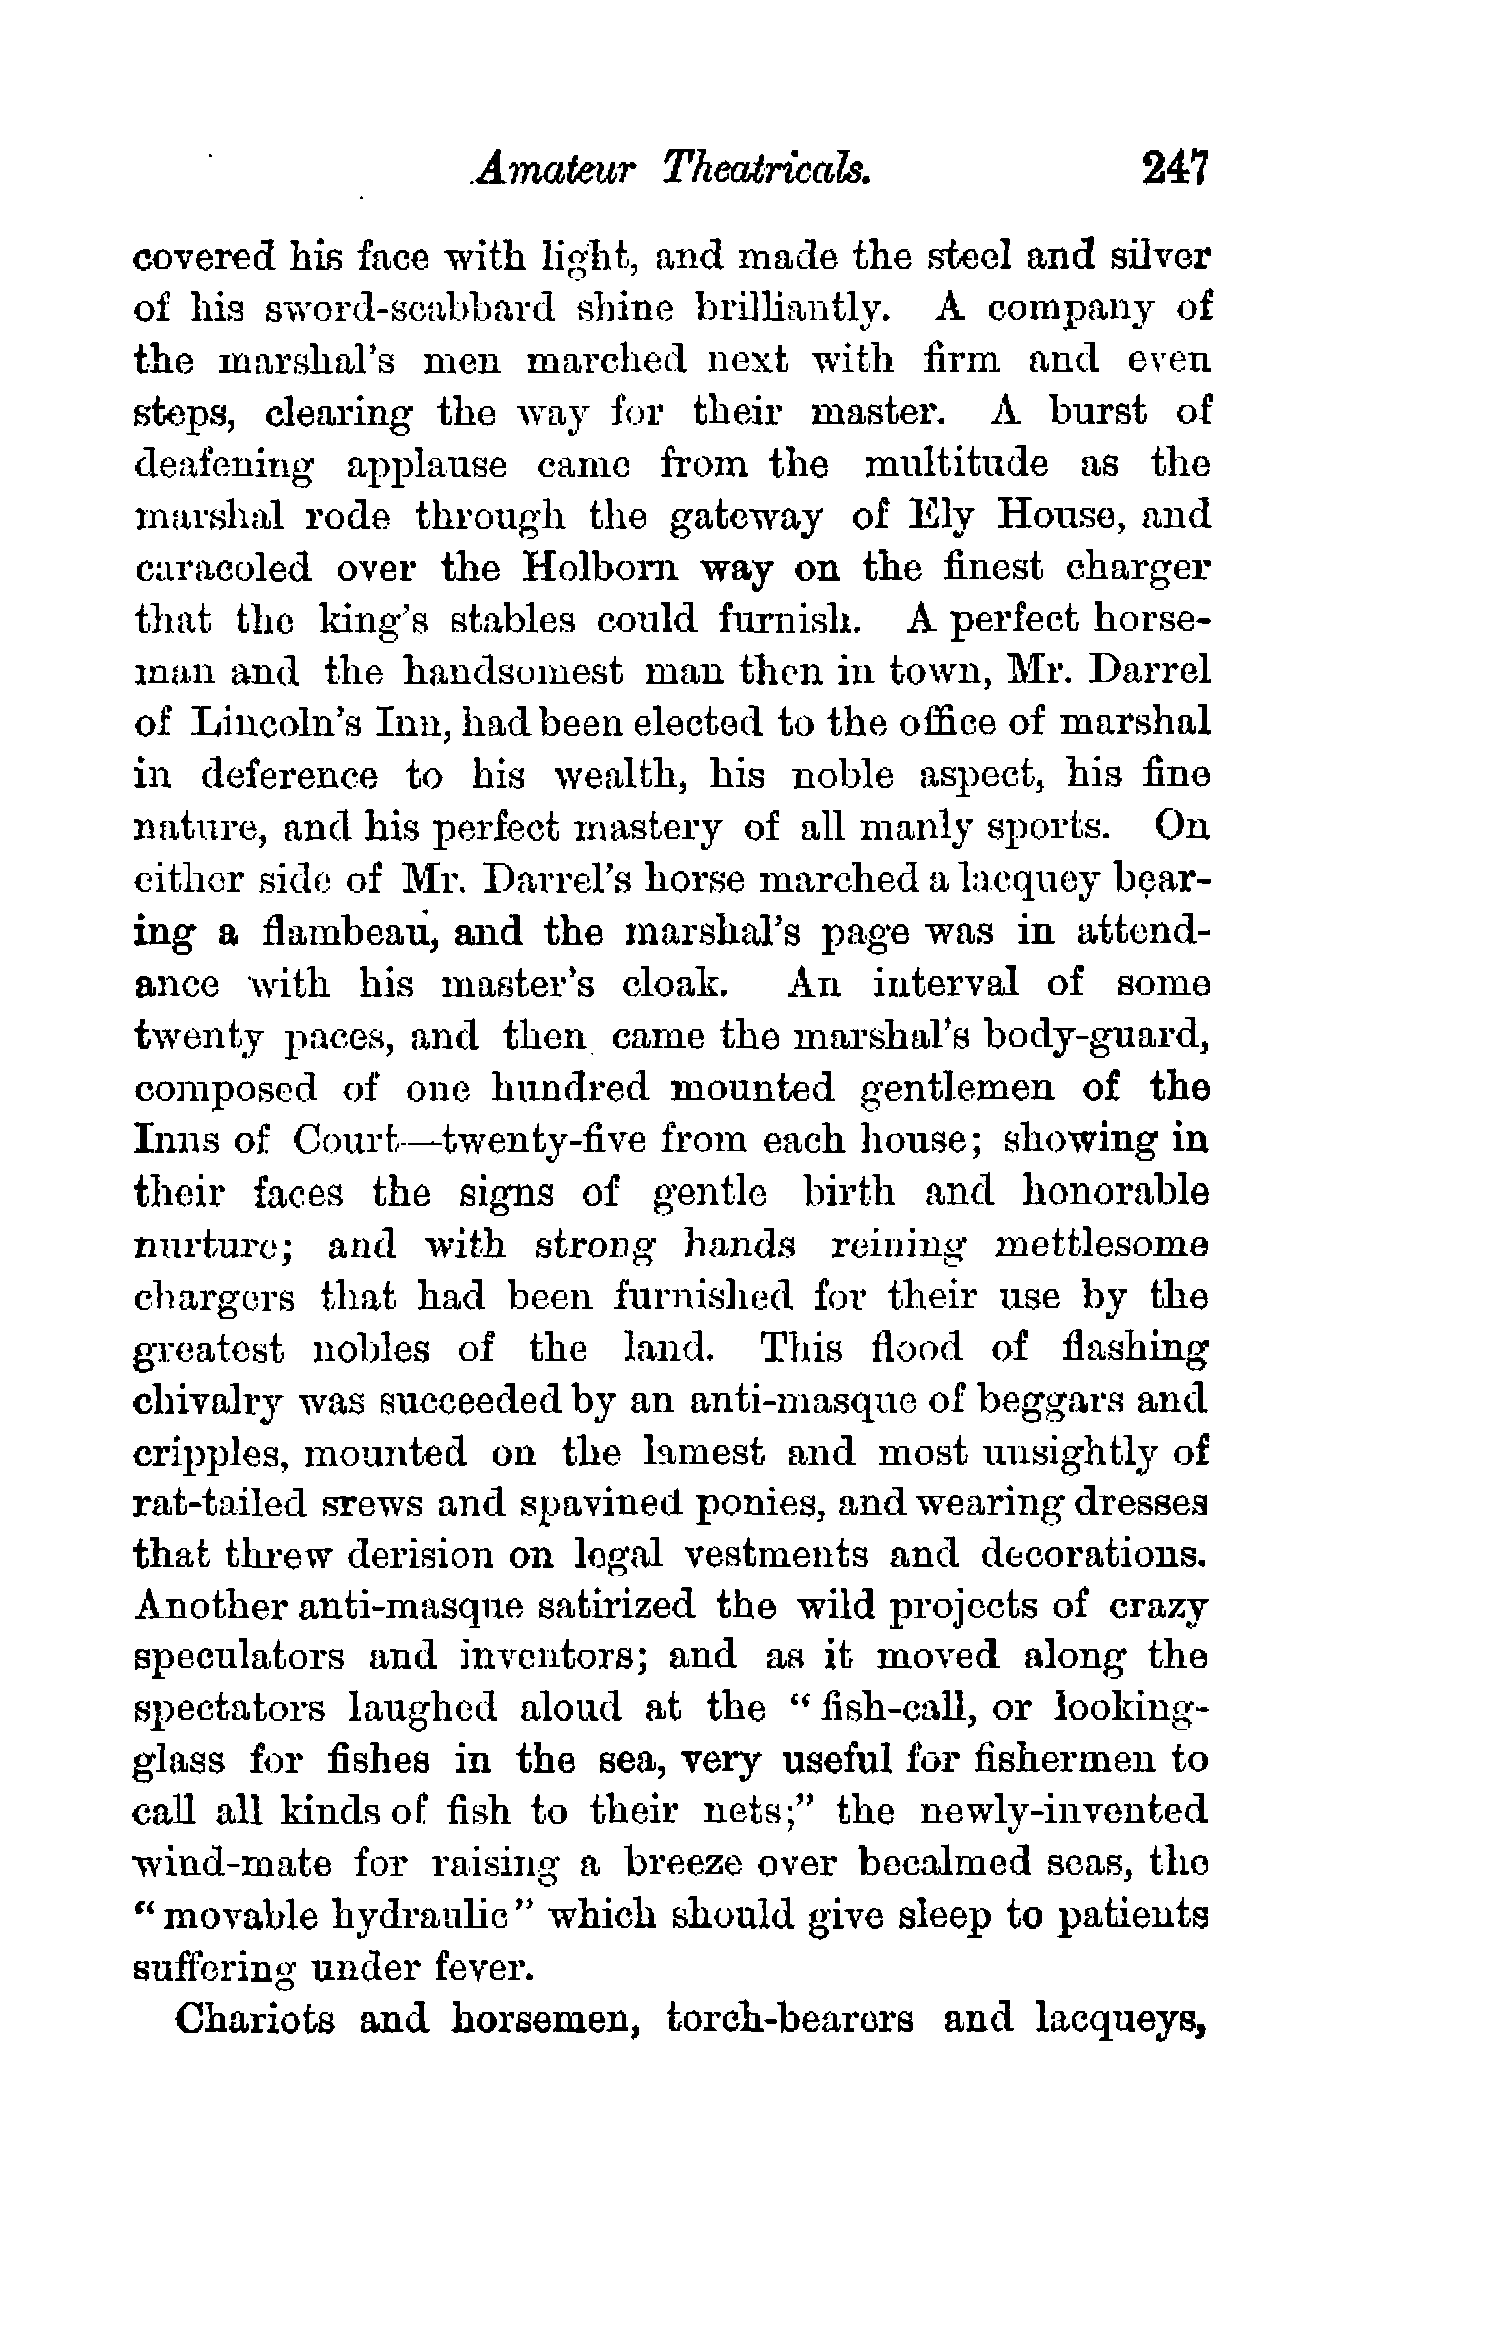 Amateur Theatricals. 247
covered his face with light, and made the steel and silver
of his sword-scabbard shine brilliantly. A company of
the marshal's men marched next with firm and even
steps, clearing the way for their master. A burst of
deafening applause came from the multitude as the
marshal rode through the gateway of Ely House, and
caracoled over the Holborn way on the finest charger
that the king's stables could furnish. A perfect horse-
man and the handsomest man then in town, Mr. Darrel
of Lincoln's Inn, had been elected to the office of marshal
in deference to his wealth, his noble aspect, his fine
nature, and his perfect mastery of all manly sports. On
either side of Mr. Darrel's horse marched a lacquey bear-
ing a flambeau, and the marshal's page was in attend-
ance with his master's cloak. An interval of some
twenty paces, and then came the marshal's body-guard,
composed of one hundred mounted gentlemen of the
Inns of Court—twenty-five from each house; showing in
their faces the signs of gentle birth and honorable
nurture; and with strong hands reining mettlesome
chargers that had been furnished for their use by the
greatest nobles of the land. This flood of flashing
chivalry was succeeded by an anti-masque of beggars and
cripples, mounted on the lamest and most unsightly of
rat-tailed srews and spavined ponies, and wearing dresses
that threw derision on legal vestments and decorations.
Another anti-masque satirized the wild projects of crazy
speculators and inventors; and as it moved along the
spectators laughed aloud at the "fish-call, or looking-
glass for fishes in the sea, very useful for fishermen to
call all kinds of fish to their nets;" the newly-invented
wind-mate for raising a breeze over becalmed seas, the
"movable hydraulic" which should give sleep to patients
suffering under fever.
Chariots and horsemen, torch-bearers and lacqueys,